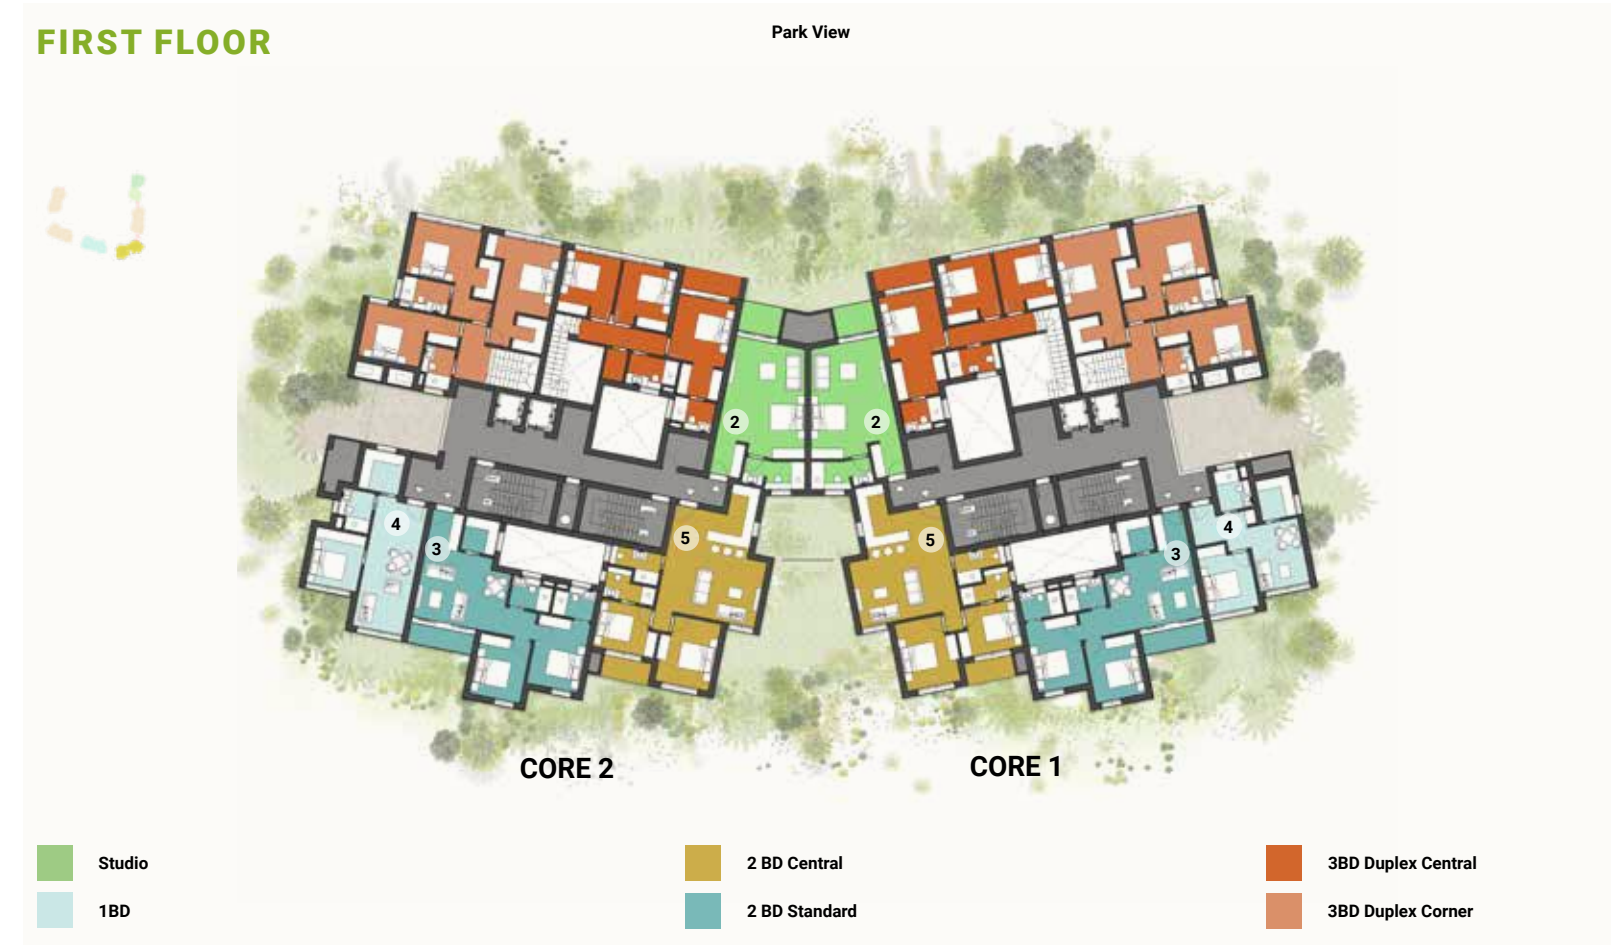 FIRST FLOOR
Park View
2
2
4
3
5
5
3
4
CORE 2
CORE 1
Studio
2 BD Central
3BD Duplex Central
1BD
2 BD Standard
3BD Duplex Corner